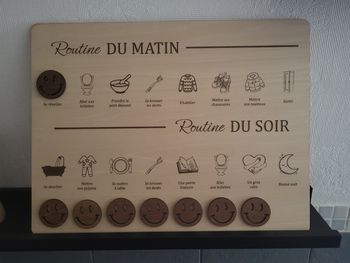 Routine DU MATIN
Se réveiller
Aller aux
toilettes
Prendre le
petit déjeuner
Se brosser
les dents
S'habiller
Mettre ses
chaussures
Mettre son
manteau
Routine DU SOIR
Se doucher
Mettre
son pyjama
Se mettre
à table
Se brosser
les dents
Une petite
histoire
Aller aux
toilettes
Un gros
câlin
Bonne nuit